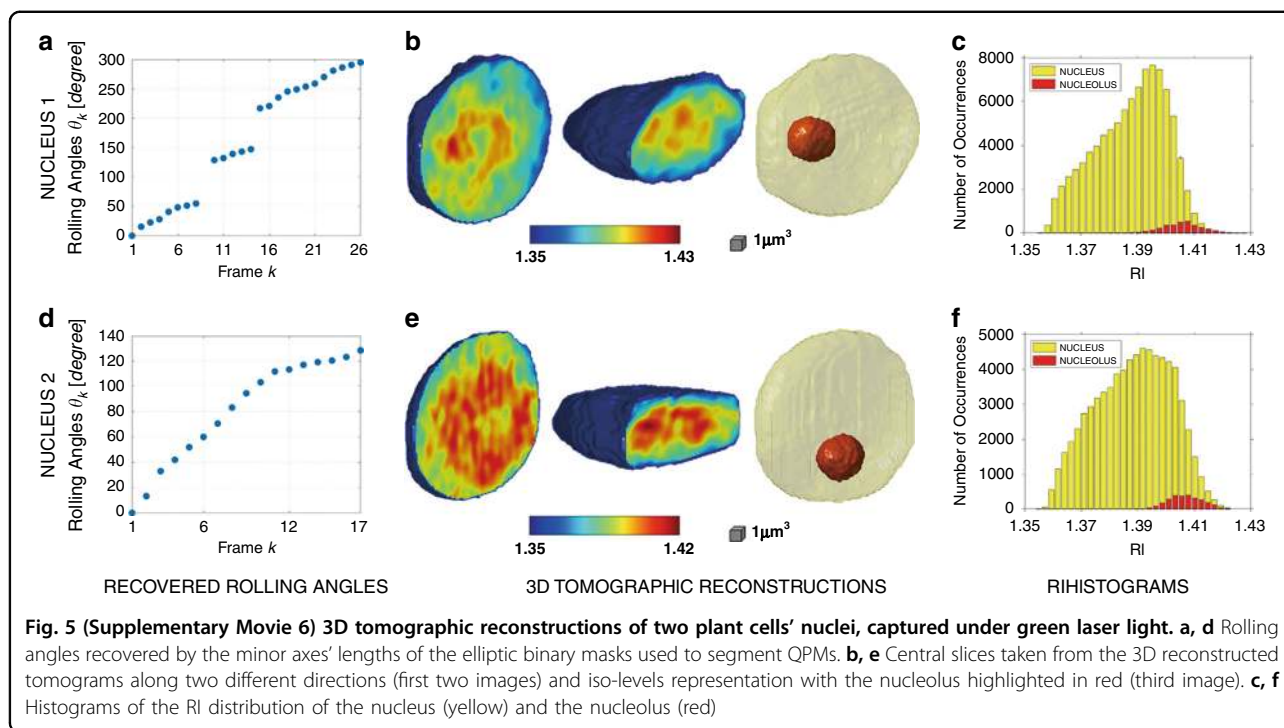 a
NUCLEUS 1
Rolling Angles θk [degree]
300
250
200
150
100
50
0
1 6 11 16 21 26
Frame k
b
1.35 1.43
1µm³
c
Number of Occurrences
8000
6000
4000
2000
0
NUCLEUS
NUCLEOLUS
1.35 1.37 1.39 1.41 1.43
RI
d
NUCLEUS 2
Rolling Angles θk [degree]
140
120
100
80
60
40
20
0
1 6 12 17
Frame k
e
1.35 1.42
1µm³
f
Number of Occurrences
5000
4000
3000
2000
1000
0
NUCLEUS
NUCLEOLUS
1.35 1.37 1.39 1.41 1.43
RI
RECOVERED ROLLING ANGLES 3D TOMOGRAPHIC RECONSTRUCTIONS RIHISTOGRAMS
Fig. 5 (Supplementary Movie 6) 3D tomographic reconstructions of two plant cells' nuclei, captured under green laser light. a, d Rolling
angles recovered by the minor axes' lengths of the elliptic binary masks used to segment QPMs. b, e Central slices taken from the 3D reconstructed
tomograms along two different directions (first two images) and iso-levels representation with the nucleolus highlighted in red (third image). c, f
Histograms of the RI distribution of the nucleus (yellow) and the nucleolus (red)